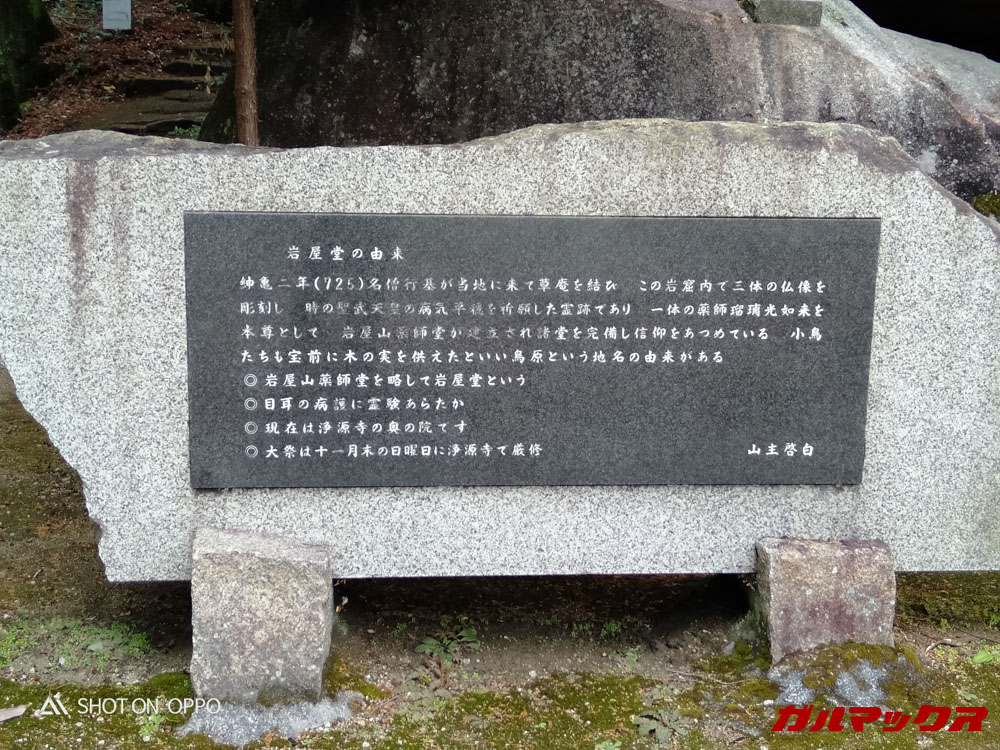 岩屋堂の由来
紳亀二年(725)名僧行基が当地に来て草庵を結び この岩窟内で三体の仏像を
彫刻し 時の聖武天皇の病気平復を祈願した霊跡であり 一体の薬師瑠璃光如来を
本尊として 岩屋山薬師堂が建立され諸堂を完備し信仰をあつめている 小鳥
たちも宝前に木の実を供えたといい鳥原という地名の由来がある
◎岩屋山薬師堂を略して岩屋堂という
◎目耳の病護に霊験あらたか
◎現在は浄源寺の奥の院てす
◎大祭は十一月末の日曜日に浄源寺て厳修 山主啓白
SHOT ON OPPO
ガルマックス